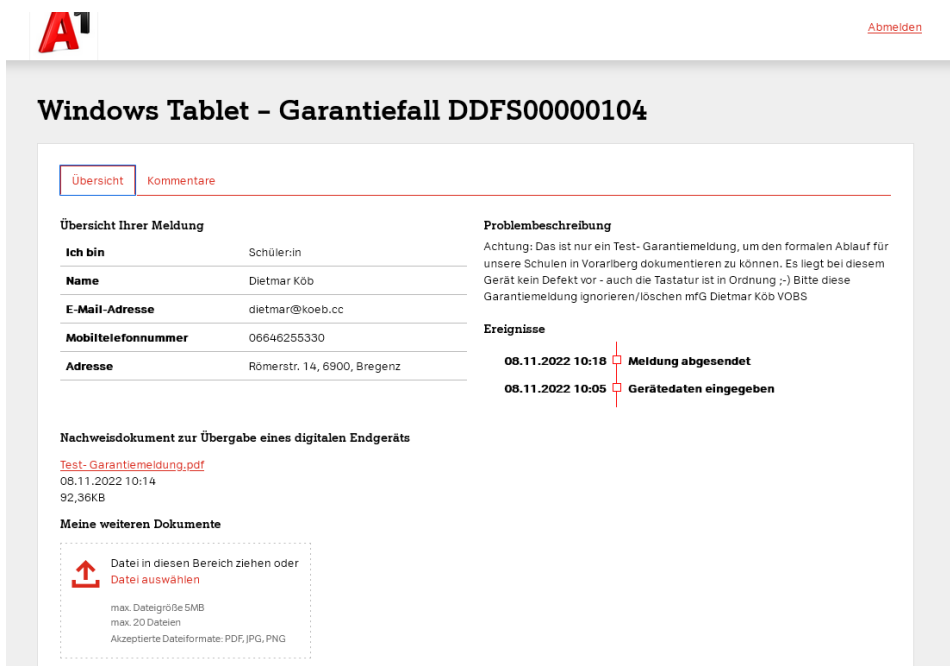 A1
Abmelden
Windows Tablet – Garantiefall DDFS00000104
Übersicht
Kommentare
Übersicht Ihrer Meldung
Ich bin Schüler:in
Name Dietmar Köb
E-Mail-Adresse dietmar@koeb.cc
Mobiltelefonnummer 06646255330
Adresse Römerstr. 14, 6900, Bregenz
Problembeschreibung
Achtung: Das ist nur ein Test- Garantiemeldung, um den formalen Ablauf für
unsere Schulen in Vorarlberg dokumentieren zu können. Es liegt bei diesem
Gerät kein Defekt vor - auch die Tastatur ist in Ordnung ;-) Bitte diese
Garantiemeldung ignorieren/löschen mfG Dietmar Köb VOBS
Ereignisse
08.11.2022 10:18 Meldung abgesendet
08.11.2022 10:05 Gerätedaten eingegeben
Nachweisdokument zur Übergabe eines digitalen Endgeräts
Test- Garantiemeldung.pdf
08.11.2022 10:14
92,36KB
Meine weiteren Dokumente
Datei in diesen Bereich ziehen oder
Datei auswählen
max. Dateigröße 5MB
max. 20 Dateien
Akzeptierte Dateiformate: PDF, JPG, PNG